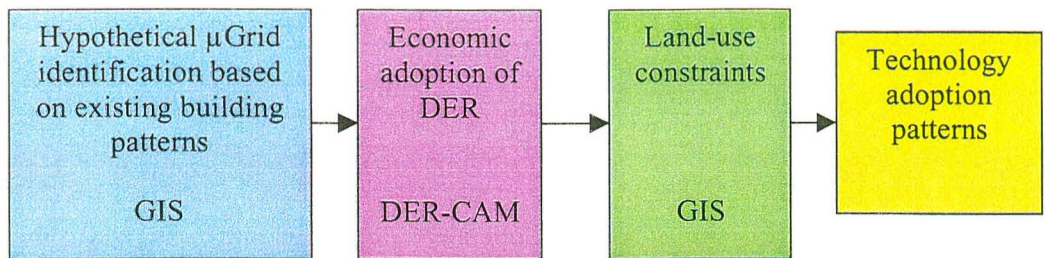 Hypothetical µGrid
identification based
on existing building
patterns
GIS
Economic
adoption of
DER
DER-CAM
Land-use
constraints
GIS
Technology
adoption
patterns